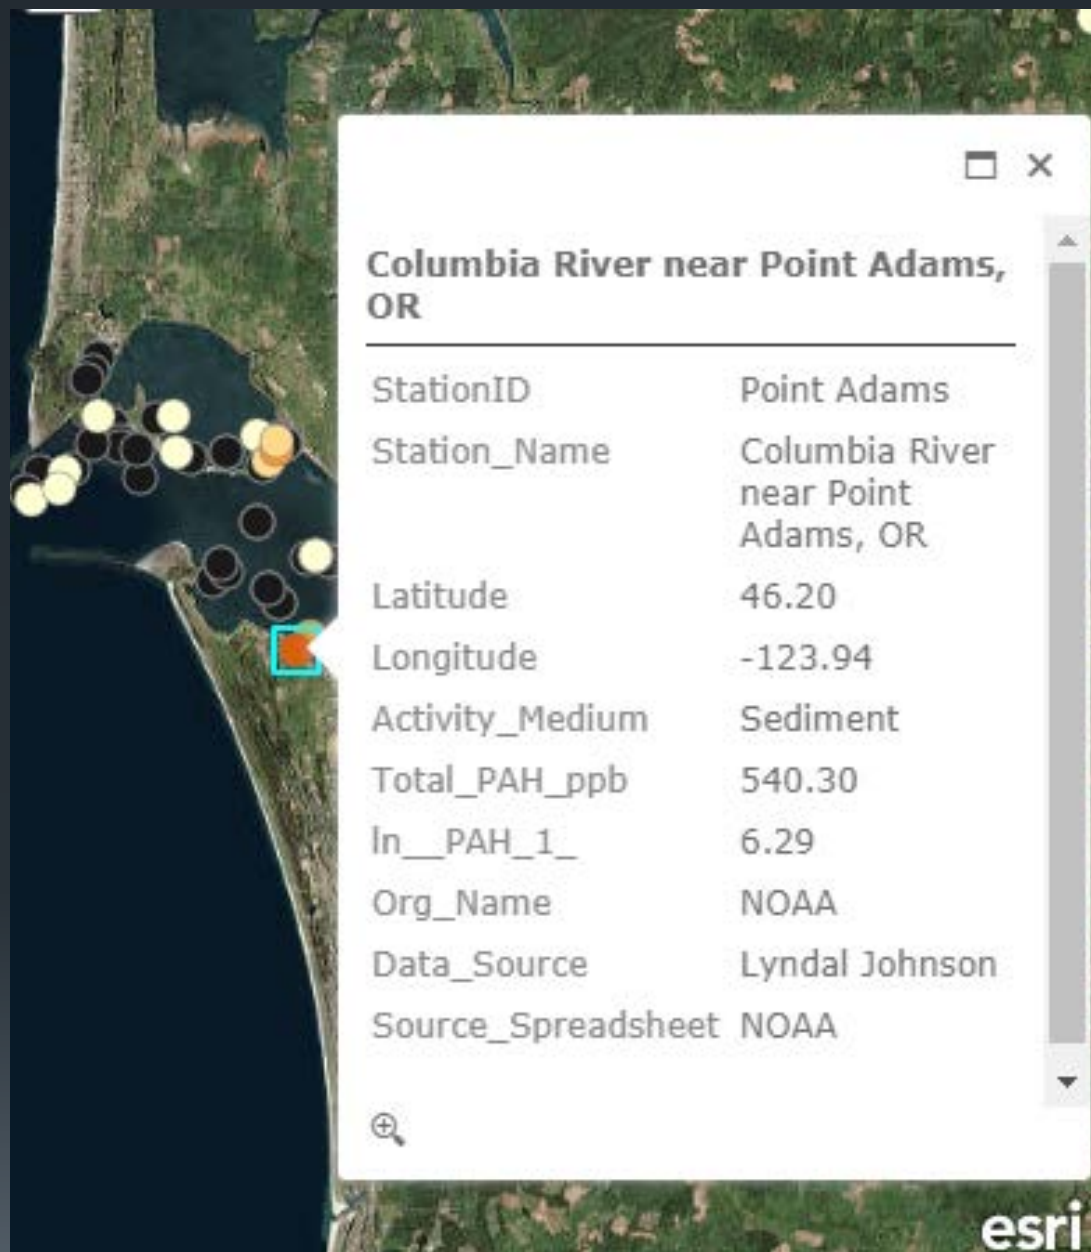 Columbia River near Point Adams,
OR
StationID Point Adams
Station_Name Columbia River
near Point
Adams, OR
Latitude 46.20
Longitude -123.94
Activity_Medium Sediment
Total_PAH_ppb 540.30
ln__PAH_1_ 6.29
Org_Name NOAA
Data_Source Lyndal Johnson
Source_Spreadsheet NOAA
esri